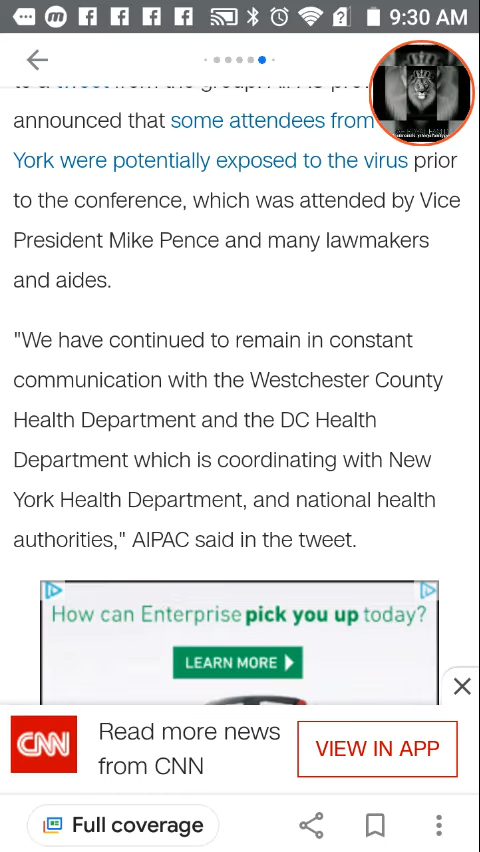 9:30 AM
announced that some attendees from
York were potentially exposed to the virus prior
to the conference, which was attended by Vice
President Mike Pence and many lawmakers
and aides.
"We have continued to remain in constant
communication with the Westchester County
Health Department and the DC Health
Department which is coordinating with New
York Health Department, and national health
authorities," AIPAC said in the tweet.
How can Enterprise pick you up today?
LEARN MORE
CNN
Read more news
from CNN
VIEW IN APP
Full coverage